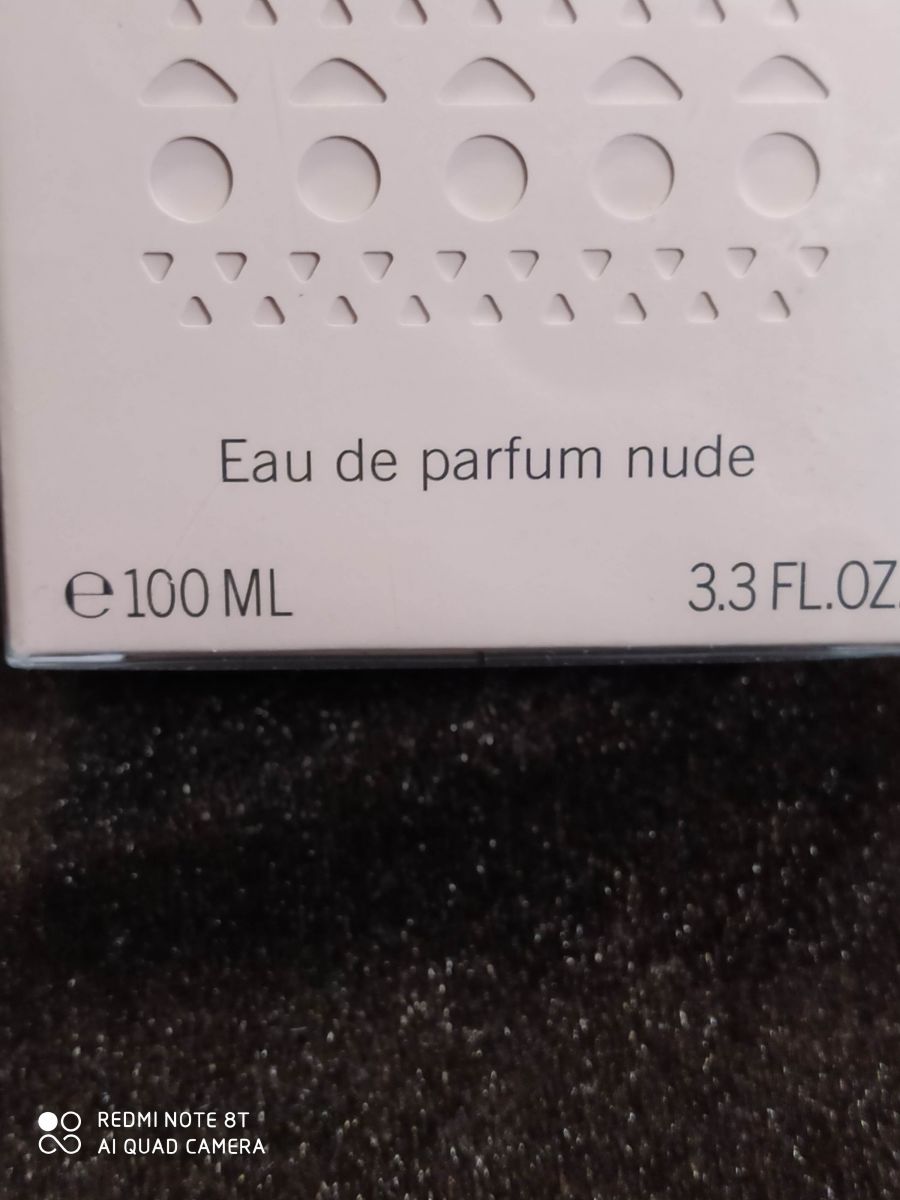 Eau de parfum nude
℮100 ML
3.3 FL.OZ.
REDMI NOTE 8T
AI QUAD CAMERA